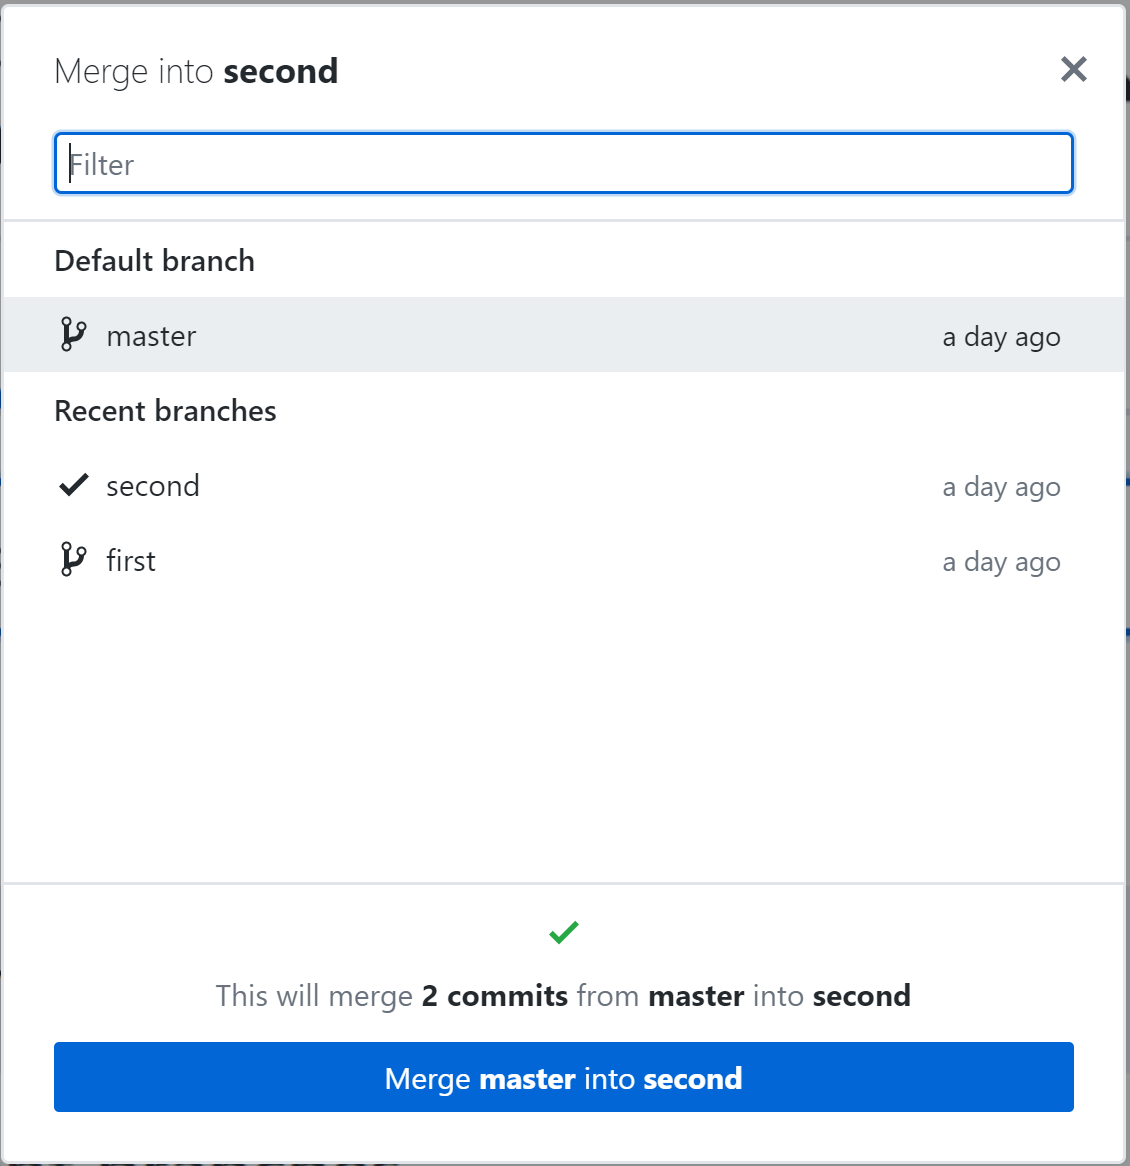 Merge into second
Filter
Default branch
master a day ago
Recent branches
second a day ago
first a day ago
This will merge 2 commits from master into second
Merge master into second